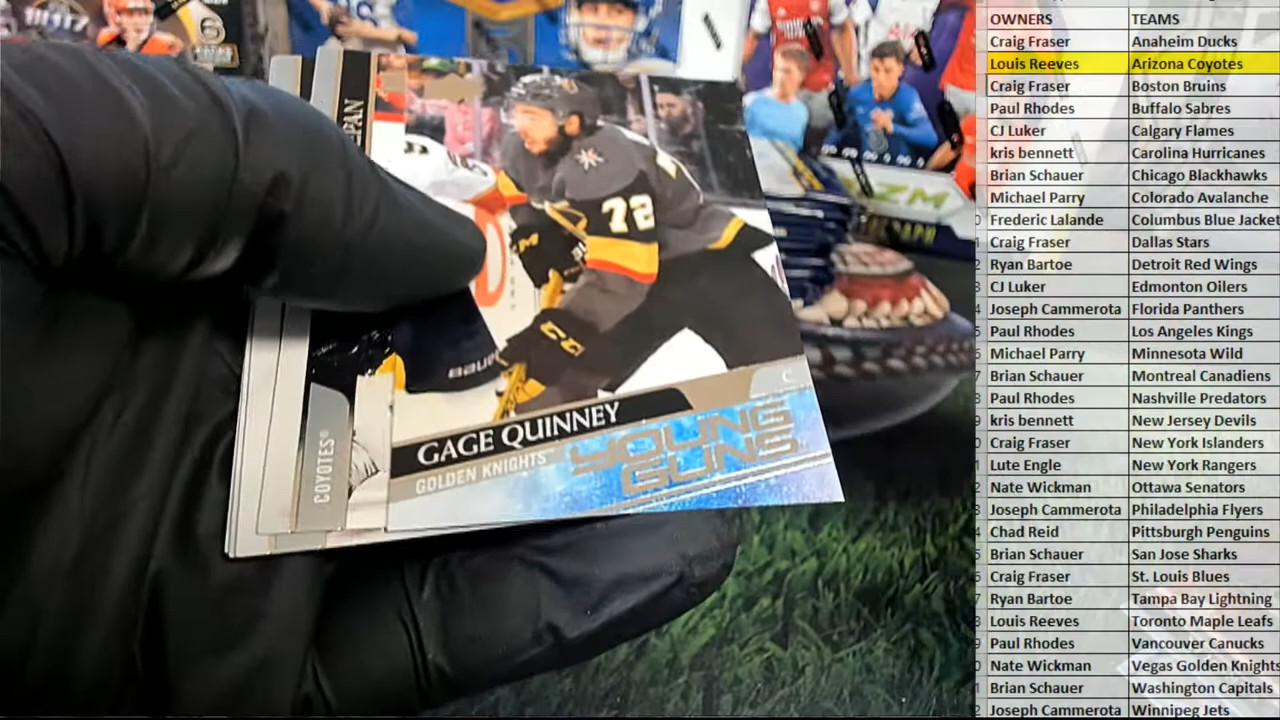 PAN
72
BAUER
CCM
GAGE QUINNEY
C
GOLDEN KNIGHTS
YOUNG
GUNS
COYOTES
OWNERS TEAMS
Craig Fraser Anaheim Ducks
Louis Reeves Arizona Coyotes
Craig Fraser Boston Bruins
Paul Rhodes Buffalo Sabres
CJ Luker Calgary Flames
kris bennett Carolina Hurricanes
Brian Schauer Chicago Blackhawks
Michael Parry Colorado Avalanche
Frederic Lalande Columbus Blue Jacket
Craig Fraser Dallas Stars
Ryan Bartoe Detroit Red Wings
CJ Luker Edmonton Oilers
Joseph Cammerota Florida Panthers
Paul Rhodes Los Angeles Kings
Michael Parry Minnesota Wild
Brian Schauer Montreal Canadiens
Paul Rhodes Nashville Predators
kris bennett New Jersey Devils
Craig Fraser New York Islanders
Lute Engle New York Rangers
Nate Wickman Ottawa Senators
Joseph Cammerota Philadelphia Flyers
Chad Reid Pittsburgh Penguins
Brian Schauer San Jose Sharks
Craig Fraser St. Louis Blues
Ryan Bartoe Tampa Bay Lightning
Louis Reeves Toronto Maple Leafs
Paul Rhodes Vancouver Canucks
Nate Wickman Vegas Golden Knights
Brian Schauer Washington Capitals
Joseph Cammerota Winnipeg Jets